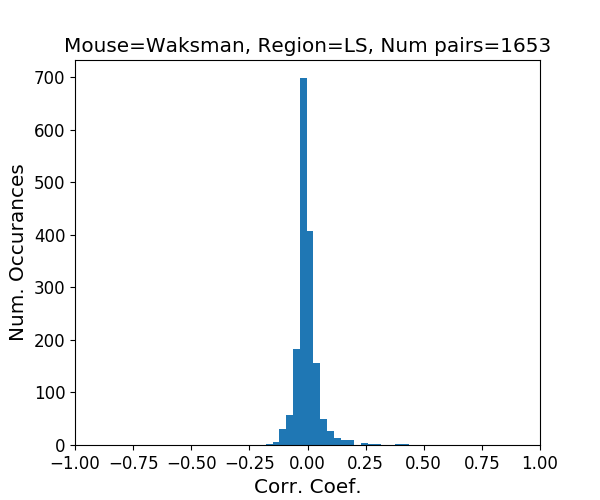 Mouse=Waksman, Region=LS, Num pairs=1653
Num. Occurances
700
600
500
400
300
200
100
0
−1.00 −0.75 −0.50 −0.25 0.00 0.25 0.50 0.75 1.00
Corr. Coef.